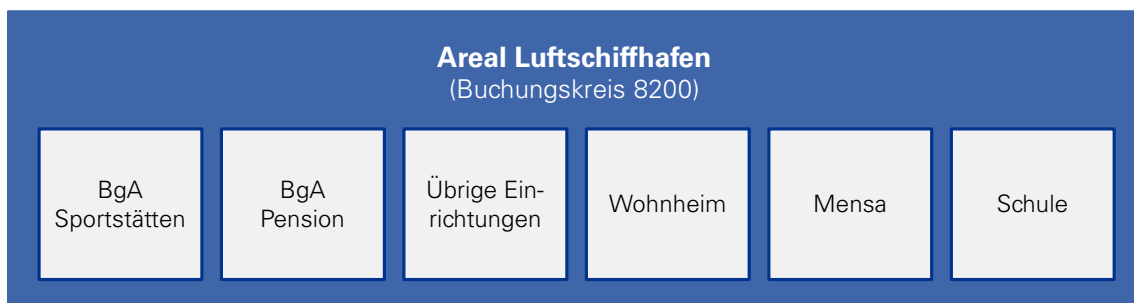 Areal Luftschiffhafen
(Buchungskreis 8200)
BgA
Sportstätten
BgA
Pension
Übrige Ein-
richtungen
Wohnheim
Mensa
Schule